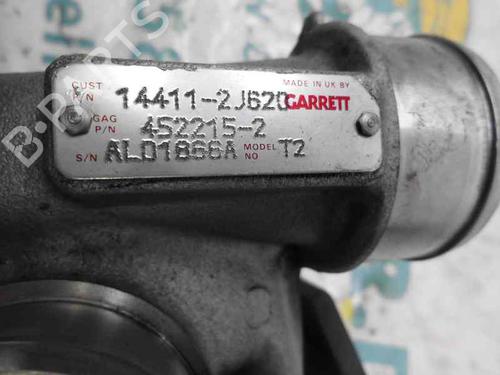 CUST P/N 14411-2J620 MADE IN UK BY GARRETT
GAG P/N 452215-2
S/N ALD1866A MODEL NO T2
B-PARTS